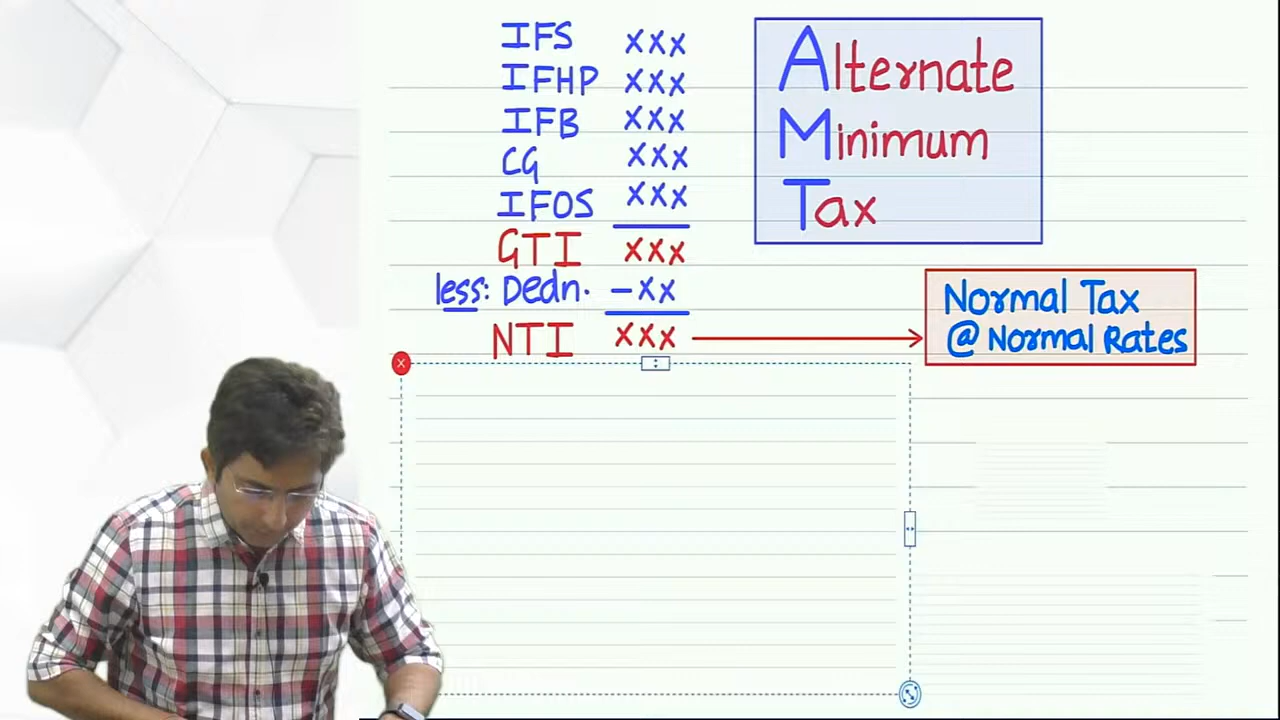 IFS xxx
IFHP xxx
IFB xxx
CG xxx
IFOS xxx
GTI xxx
less: Dedn. -xx
NTI xxx
Alternate
Minimum
Tax
Normal Tax
@ Normal Rates